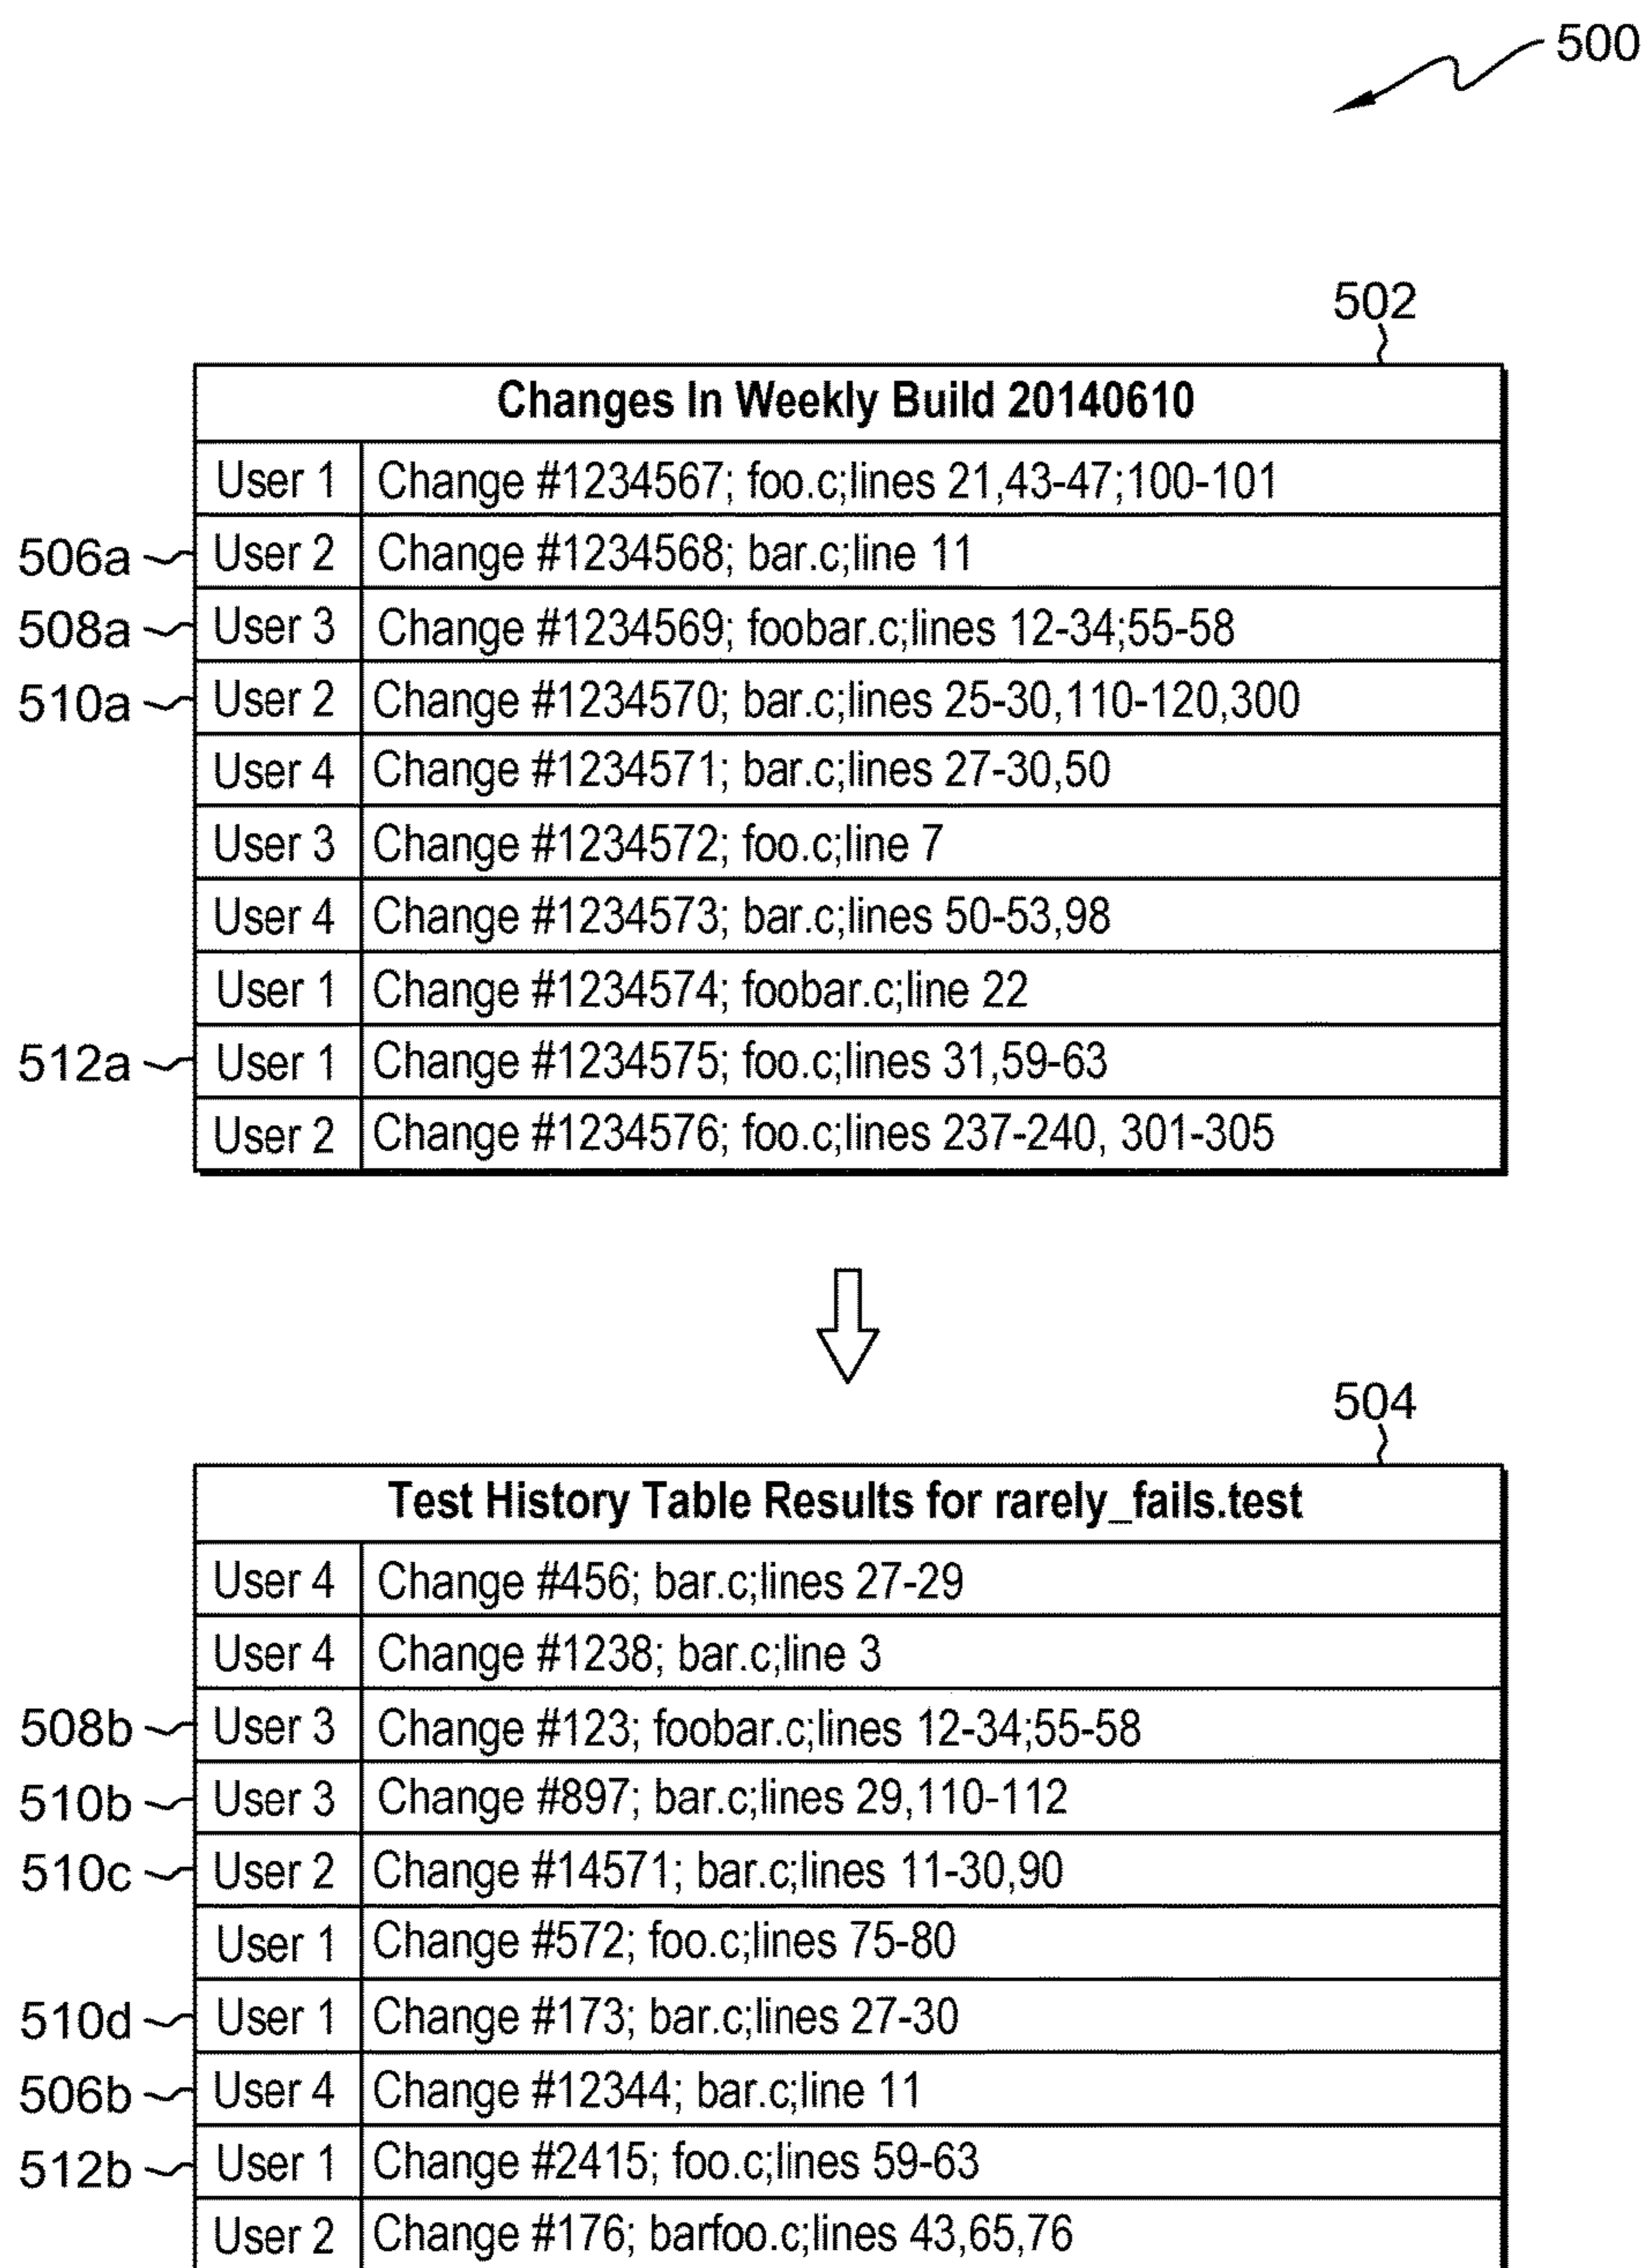 500
502
Changes In Weekly Build 20140610
User 1 Change #1234567; foo.c;lines 21,43-47;100-101
506a User 2 Change #1234568; bar.c;line 11
508a User 3 Change #1234569; foobar.c;lines 12-34;55-58
510a User 2 Change #1234570; bar.c;lines 25-30,110-120,300
User 4 Change #1234571; bar.c;lines 27-30,50
User 3 Change #1234572; foo.c;line 7
User 4 Change #1234573; bar.c;lines 50-53,98
User 1 Change #1234574; foobar.c;line 22
512a User 1 Change #1234575; foo.c;lines 31,59-63
User 2 Change #1234576; foo.c;lines 237-240, 301-305
504
Test History Table Results for rarely_fails.test
User 4 Change #456; bar.c;lines 27-29
User 4 Change #1238; bar.c;line 3
508b User 3 Change #123; foobar.c;lines 12-34;55-58
510b User 3 Change #897; bar.c;lines 29,110-112
510c User 2 Change #14571; bar.c;lines 11-30,90
User 1 Change #572; foo.c;lines 75-80
510d User 1 Change #173; bar.c;lines 27-30
506b User 4 Change #12344; bar.c;line 11
512b User 1 Change #2415; foo.c;lines 59-63
User 2 Change #176; barfoo.c;lines 43,65,76